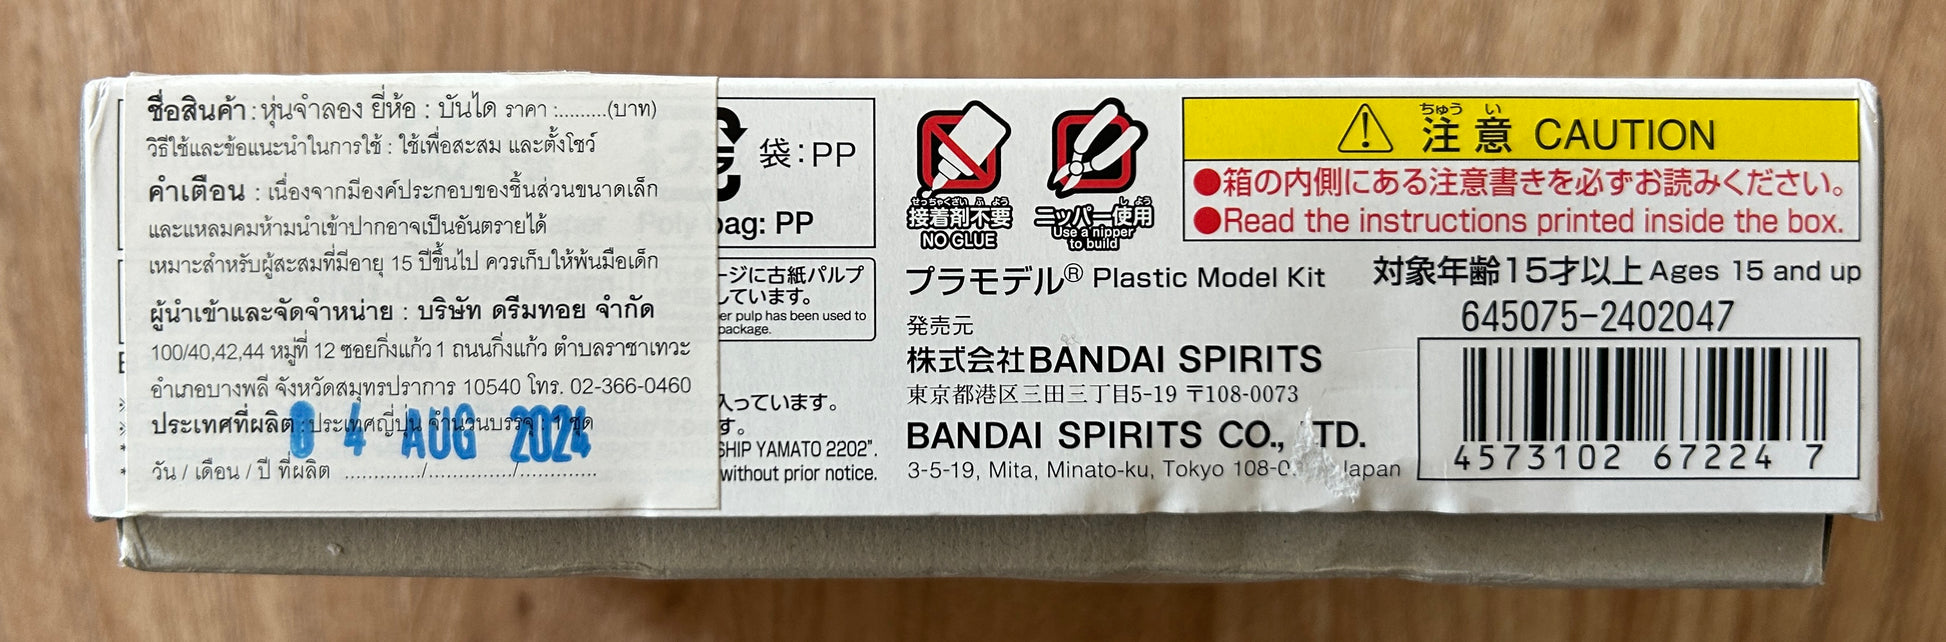 ชื่อสินค้า : หุ่นจำลอง ยี่ห้อ : บันได ราคา :.........(บาท)
วิธีใช้และข้อแนะนำในการใช้ : ใช้เพื่อสะสม และตั้งโชว์
คำเตือน : เนื่องจากมีองค์ประกอบของชิ้นส่วนขนาดเล็ก
และแหลมคมห้ามนำเข้าปากอาจเป็นอันตรายได้
เหมาะสำหรับผู้สะสมที่มีอายุ 15 ปีขึ้นไป ควรเก็บให้พ้นมือเด็ก
ผู้นำเข้าและจัดจำหน่าย : บริษัท ดรีมทอย จำกัด
100/40,42,44 หมู่ที่ 12 ซอยกิ่งแก้ว 1 ถนนกิ่งแก้ว ตำบลราชาเทวะ
อำเภอบางพลี จังหวัดสมุทรปราการ 10540 โทร. 02-366-0460
ประเทศที่ผลิต : ประเทศญี่ปุ่น จำนวนบรรจุ : 1 ชุด
04 AUG 2024
วัน / เดือน / ปี ที่ผลิต ............./............../.............
袋：PP
bag: PP
ージに古紙パルプ
しています。
er pulp has been used to
package.
入っています。
す。
SHIP YAMATO 2202".
without prior notice.
せっちゃくざい ふ よう
接着剤不要
NO GLUE
し よう
ニッパー使用
Use a nipper
to build
ちゅう い
注意 CAUTION
●箱の内側にある注意書きを必ずお読みください。
●Read the instructions printed inside the box.
プラモデル® Plastic Model Kit
対象年齢15才以上 Ages 15 and up
645075-2402047
発売元
株式会社BANDAI SPIRITS
東京都港区三田三丁目5-19 〒108-0073
BANDAI SPIRITS CO., TD.
3-5-19, Mita, Minato-ku, Tokyo 108-0 Japan
4573102 67224 7